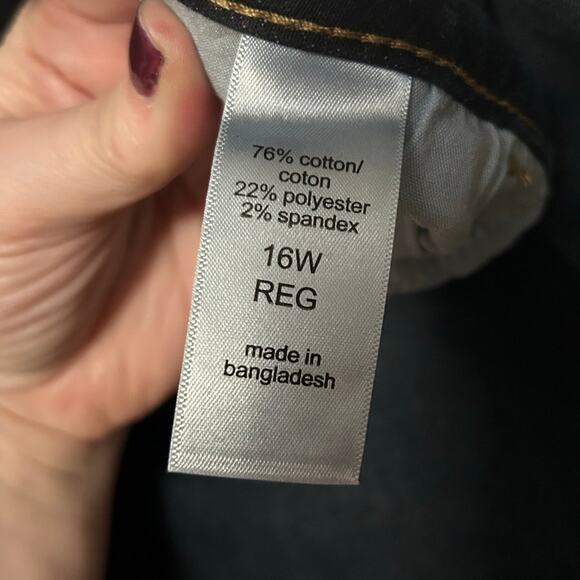 76% cotton/
coton
22% polyester
2% spandex
16W
REG
made in
bangladesh